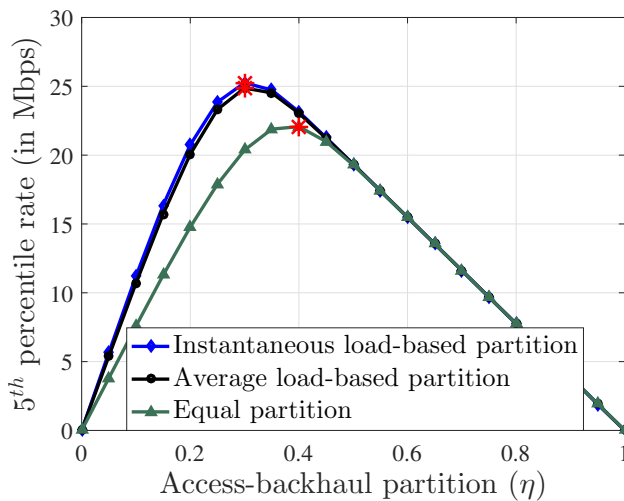 30
25
20
15
10
5
0
0
0.2
0.4
0.6
0.8
1
5th percentile rate (in Mbps)
Access-backhaul partition (η)
Instantaneous load-based partition
Average load-based partition
Equal partition